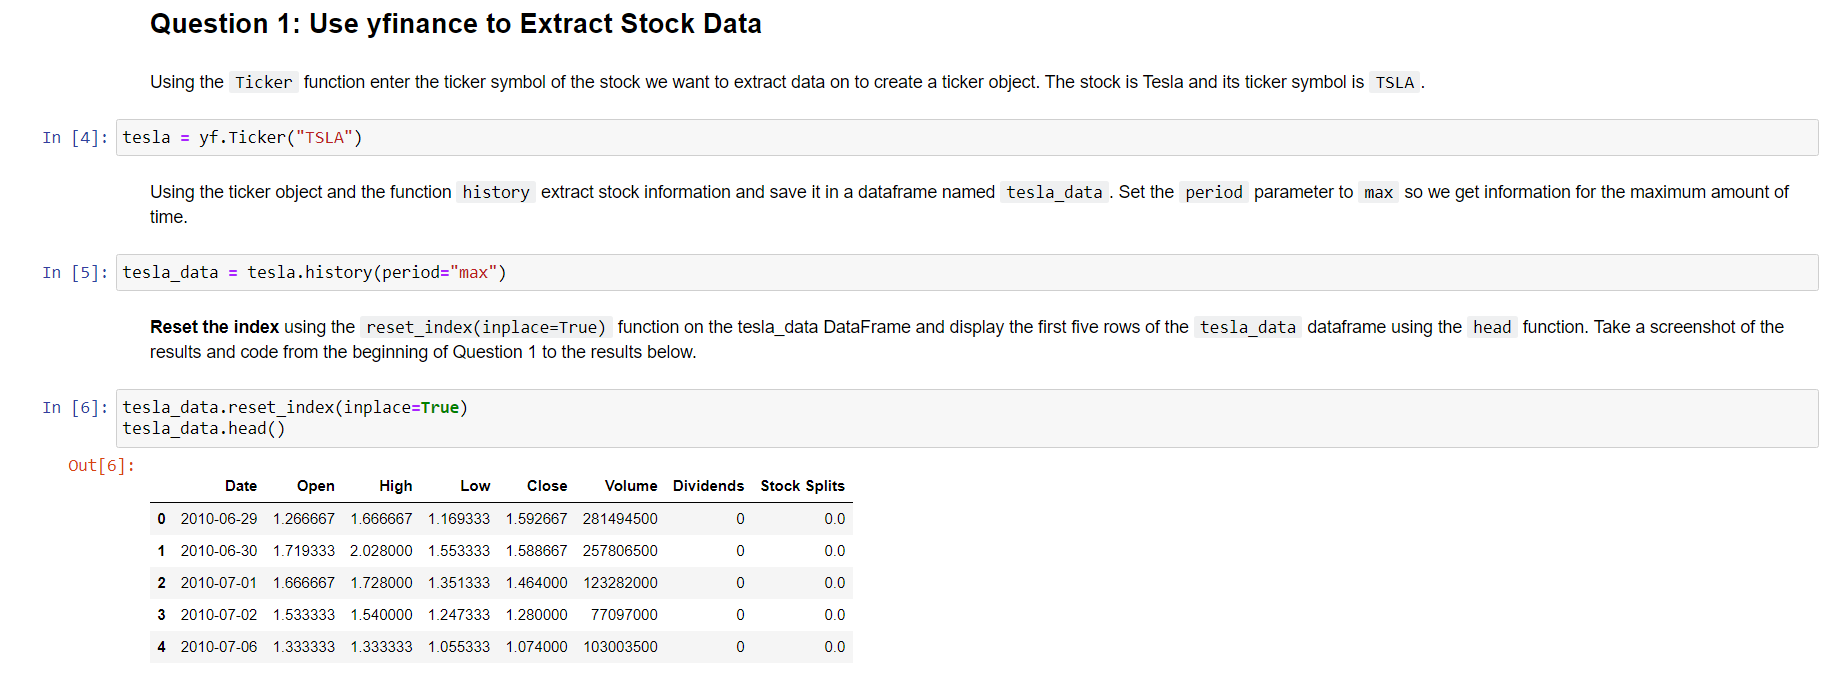 Question 1: Use yfinance to Extract Stock Data
Using the Ticker function enter the ticker symbol of the stock we want to extract data on to create a ticker object. The stock is Tesla and its ticker symbol is TSLA .
In [4]: tesla = yf.Ticker("TSLA")
Using the ticker object and the function history extract stock information and save it in a dataframe named tesla_data . Set the period parameter to max so we get information for the maximum amount of
time.
In [5]: tesla_data = tesla.history(period="max")
Reset the index using the reset_index(inplace=True) function on the tesla_data DataFrame and display the first five rows of the tesla_data dataframe using the head function. Take a screenshot of the
results and code from the beginning of Question 1 to the results below.
In [6]: tesla_data.reset_index(inplace=True)
tesla_data.head()
Out[6]:
Date Open High Low Close Volume Dividends Stock Splits
0 2010-06-29 1.266667 1.666667 1.169333 1.592667 281494500 0 0.0
1 2010-06-30 1.719333 2.028000 1.553333 1.588667 257806500 0 0.0
2 2010-07-01 1.666667 1.728000 1.351333 1.464000 123282000 0 0.0
3 2010-07-02 1.533333 1.540000 1.247333 1.280000 77097000 0 0.0
4 2010-07-06 1.333333 1.333333 1.055333 1.074000 103003500 0 0.0